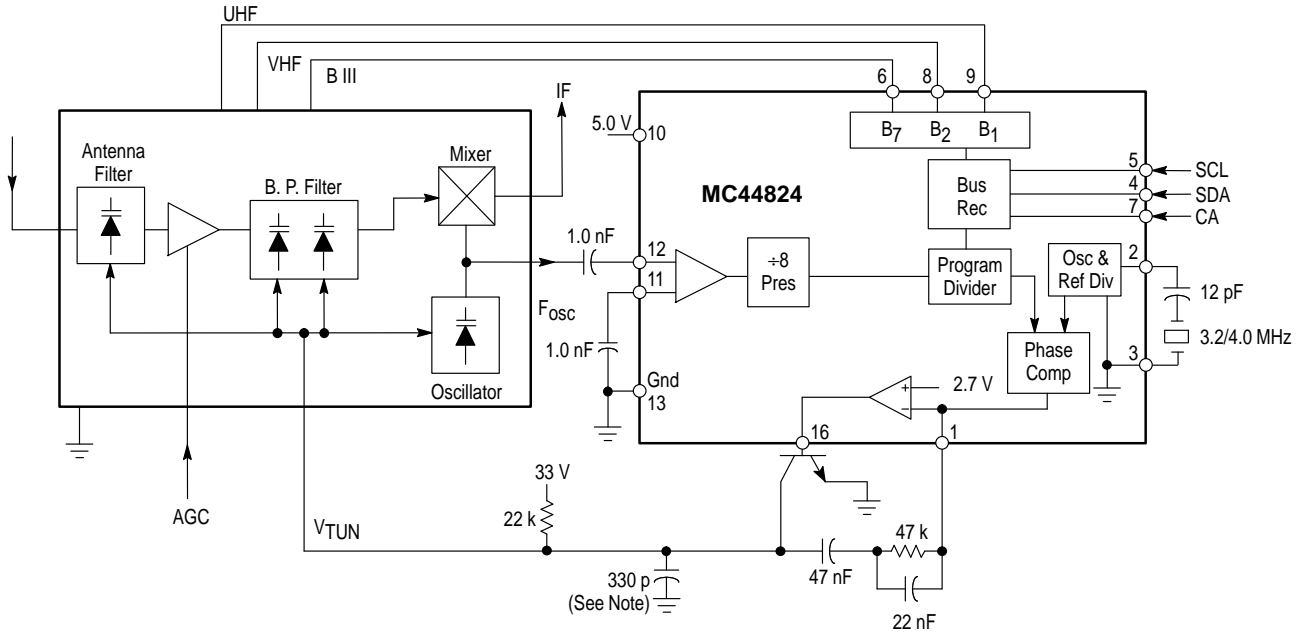 UHF
VHF
B III
IF
6
8
9
5.0 V
10
B7
B2
B1
Antenna
Filter
B. P. Filter
Mixer
MC44824
Bus
Rec
5
SCL
4
SDA
7
CA
1.0 nF
12
11
÷8
Pres
Program
Divider
Osc &
Ref Div
2
12 pF
3.2/4.0 MHz
3
Fosc
1.0 nF
Phase
Comp
Oscillator
Gnd
13
+
−
2.7 V
16
1
AGC
VTUN
33 V
22 k
330 p
(See Note)
47 nF
47 k
22 nF